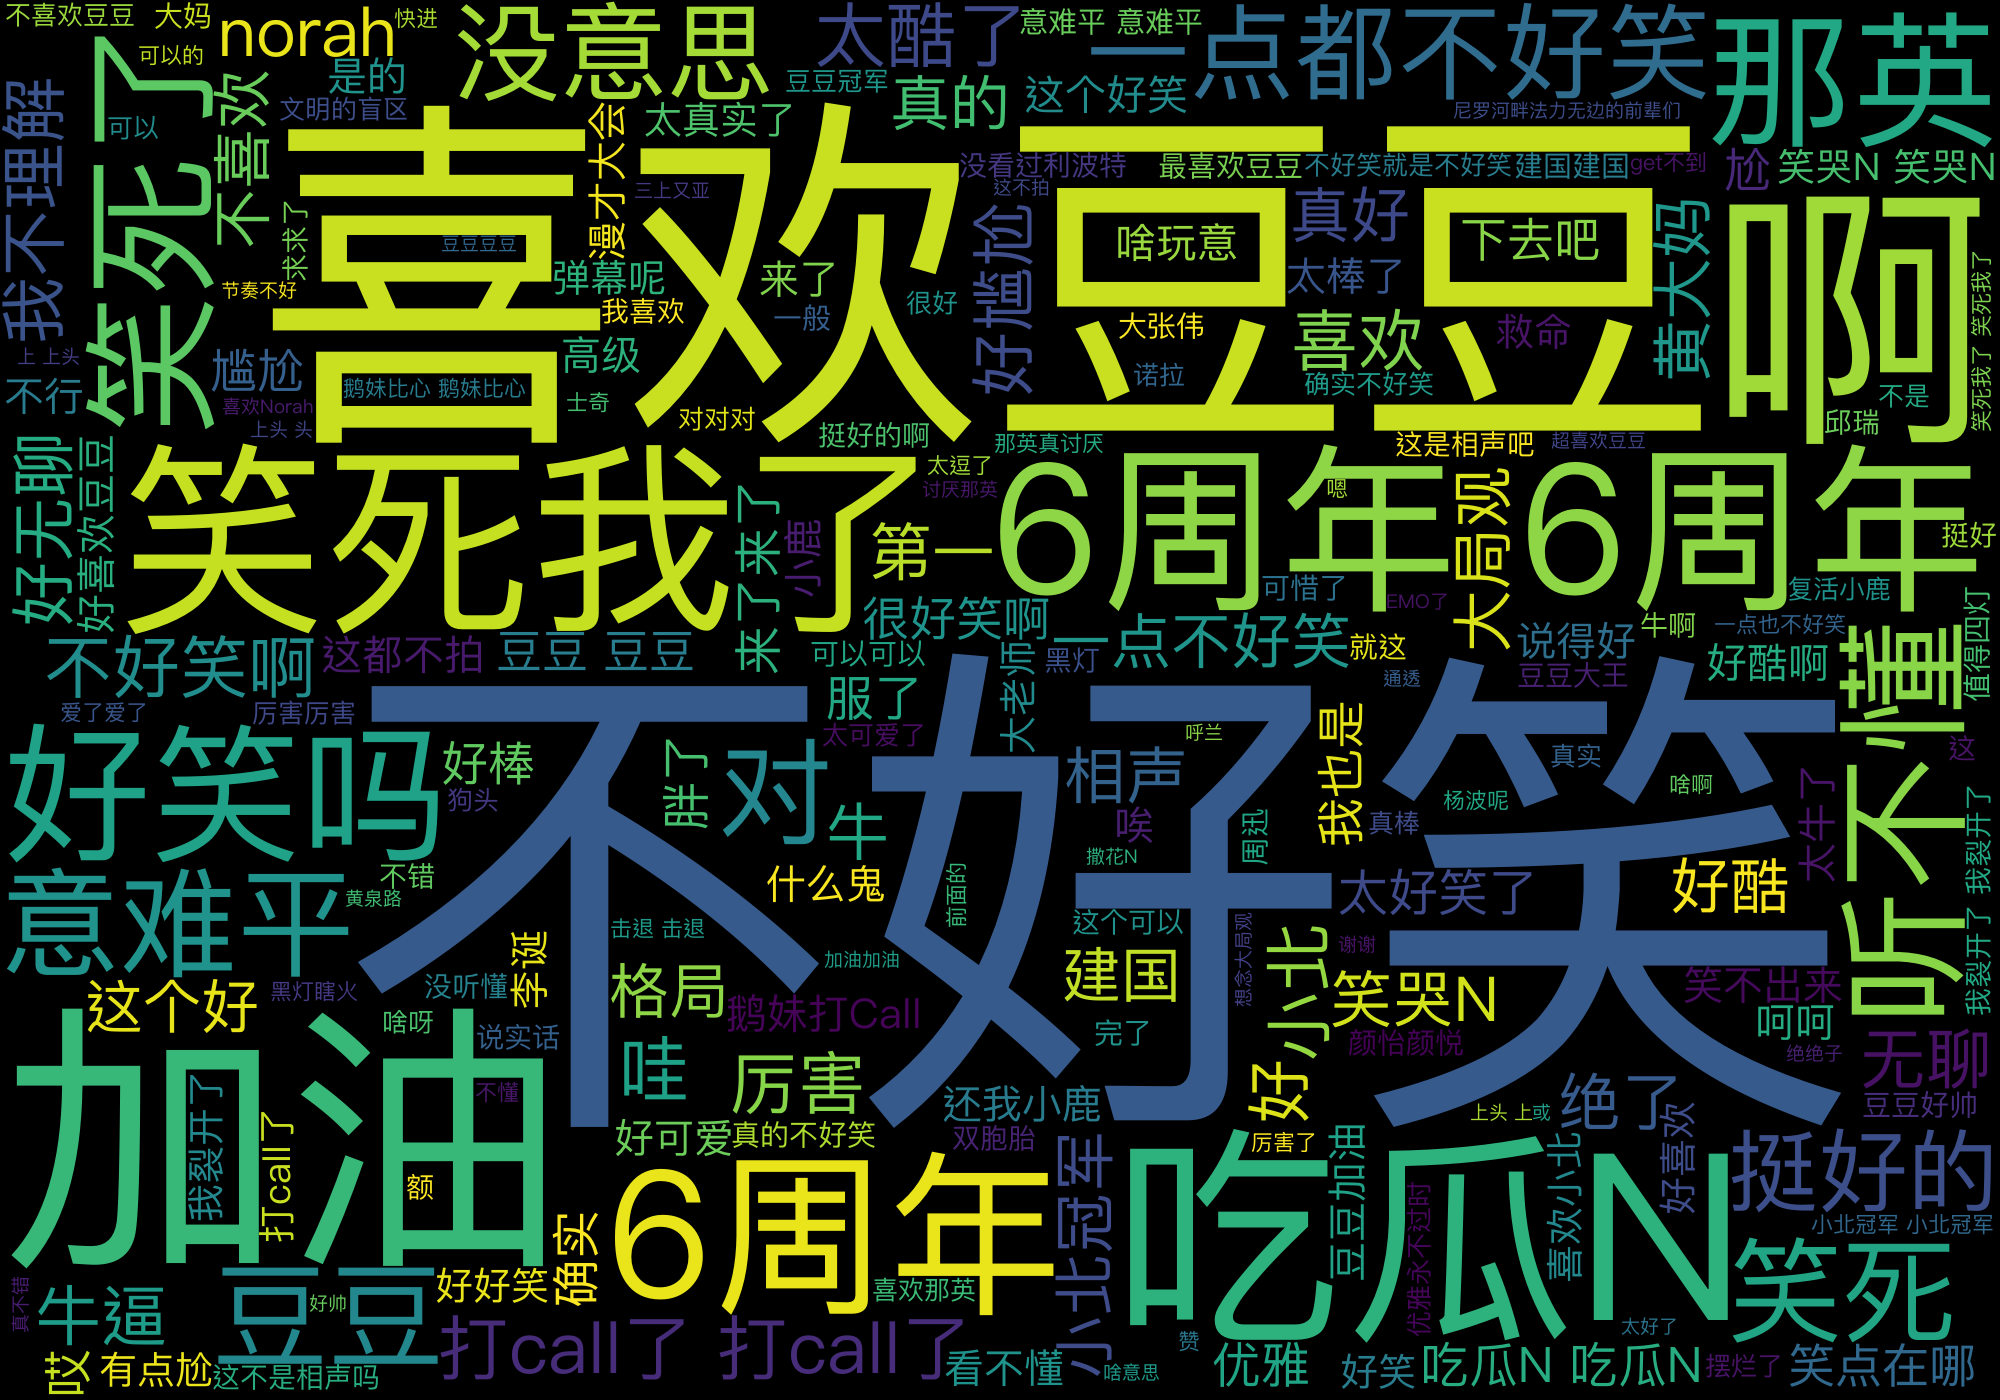 不喜欢豆豆 大妈 norah 快进 没意思 太酷了 意难平 意难平 一点都不好笑 那英
可以的 是的 豆豆冠军 真的 这个好笑
文明的盲区 漫才大会 太真实了 尼罗河畔法力无边的前辈们
我不理解 可以 笑死了 不喜欢 喜欢豆豆 啊
没看过利波特 最喜欢豆豆 不好笑就是不好笑 建国建国 get不到 尬 笑哭N 笑哭N
三上又亚 这不拍 真好 黄大妈
求求了 豆豆豆豆 好尴尬 啥玩意 下去吧
节奏不好 弹幕呢 来了 太棒了 笑死我了 笑死我了
我喜欢 一般 很好 大张伟 喜欢 救命
上 上头 尴尬 高级 诺拉
不行 鹅妹比心 鹅妹比心 确实不好笑 不是
喜欢Norah 士奇 对对对 邱瑞
上头 头 挺好的啊 那英真讨厌 这是相声吧 超喜欢豆豆
好无聊 好喜欢豆豆 笑死我了 太逗了 6周年 6周年
讨厌那英 嗯 大局观
来了来了 小鹿 第一 挺好
可惜了 EMO了 复活小鹿
不好笑啊 这都不拍 豆豆 豆豆 可以可以 很好笑啊 黑灯 一点不好笑 就这 说得好 牛啊 一点也不好笑 值得四灯
服了 大老师 通透 豆豆大王 好酷啊 听不懂
爱了爱了 厉害厉害 太可爱了 呼兰
好笑吗 好棒 胖了 对 不好笑 相声 我也是 真实 这
狗头 牛 唉 周迅 真棒 杨波呢 啥啊 太牛了 我裂开了 我裂开了
意难平 不错 什么鬼 撒花N 太好笑了 好酷
黄泉路 前面的
击退 击退 这个可以 想念大局观 谢谢
李诞 加油加油 小北
这个好 黑灯瞎火 没听懂 格局 建国 笑哭N 笑不出来
啥呀 说实话 鹅妹打Call 完了 颜怡颜悦 呵呵 绝绝子
加油 不懂 哇 厉害 还我小鹿 好 绝了 无聊
我裂开了 打call了 好可爱 真的不好笑 双胞胎 厉害了 上头 上或 豆豆好帅
额 确实 6周年 小北冠军 吃瓜N 豆豆加油 喜欢小北 好喜欢 挺好的
优雅永不过时 小北冠军 小北冠军
真不错 牛逼 豆豆 好帅 好好笑 喜欢那英 笑死
打call了 打call了 赞 太好了
哎 有点尬 这不是相声吗 看不懂 啥意思 优雅 好笑 吃瓜N 吃瓜N 摆烂了 笑点在哪